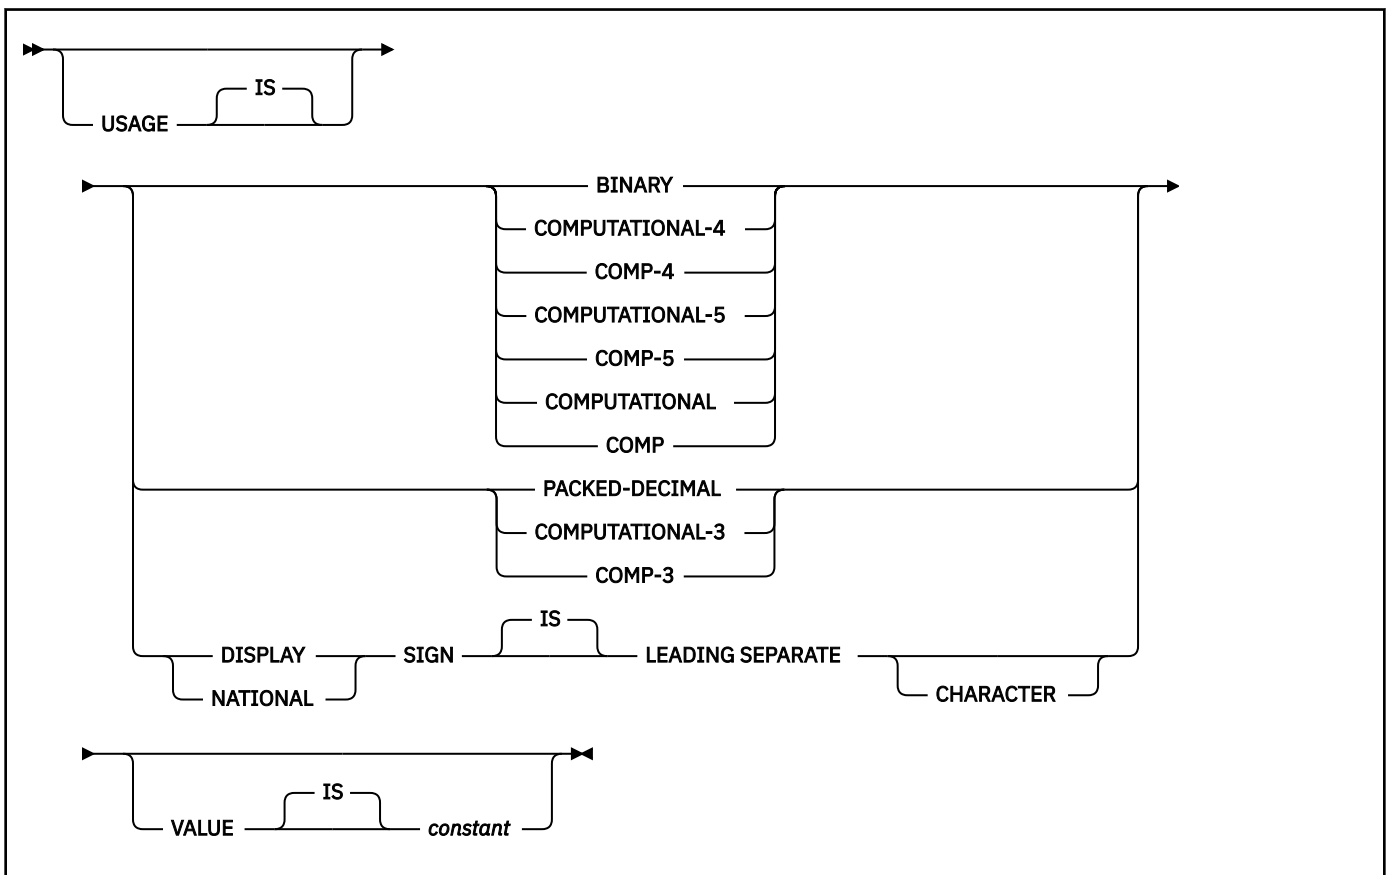 IS
USAGE
BINARY
COMPUTATIONAL-4
COMP-4
COMPUTATIONAL-5
COMP-5
COMPUTATIONAL
COMP
PACKED-DECIMAL
COMPUTATIONAL-3
COMP-3
IS
DISPLAY SIGN LEADING SEPARATE
NATIONAL CHARACTER
IS
VALUE constant